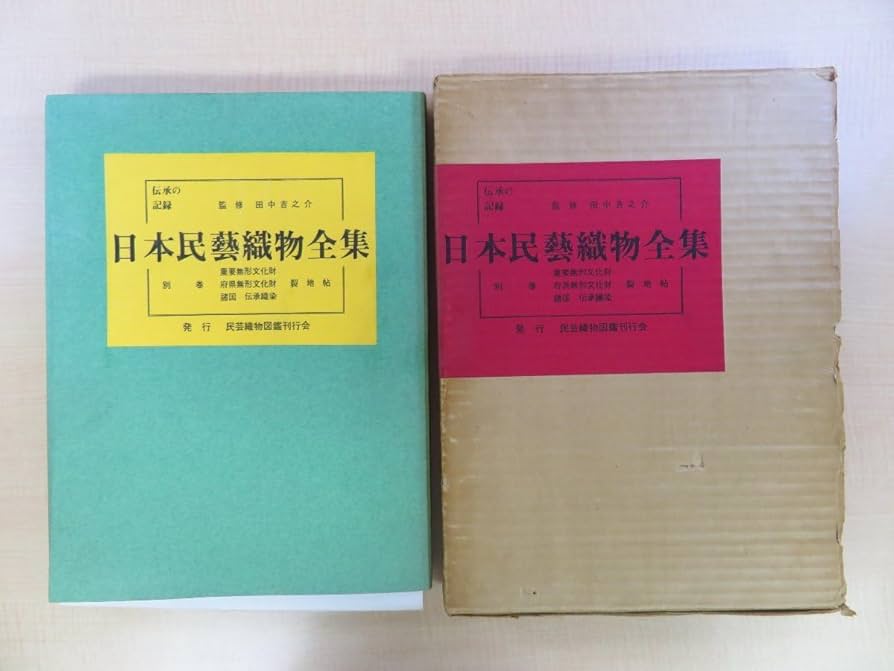 伝承の
記録
監修 田中吉之介
日本民藝織物全集
重要無形文化財
別巻 府県無形文化財 裂地帖
諸国 伝承織染
発行 民芸織物図鑑刊行会
伝承の
記録
監修 田中吉之介
日本民藝織物全集
重要無形文化財
別巻 府県無形文化財 裂地帖
諸国 伝承織染
発行 民芸織物図鑑刊行会